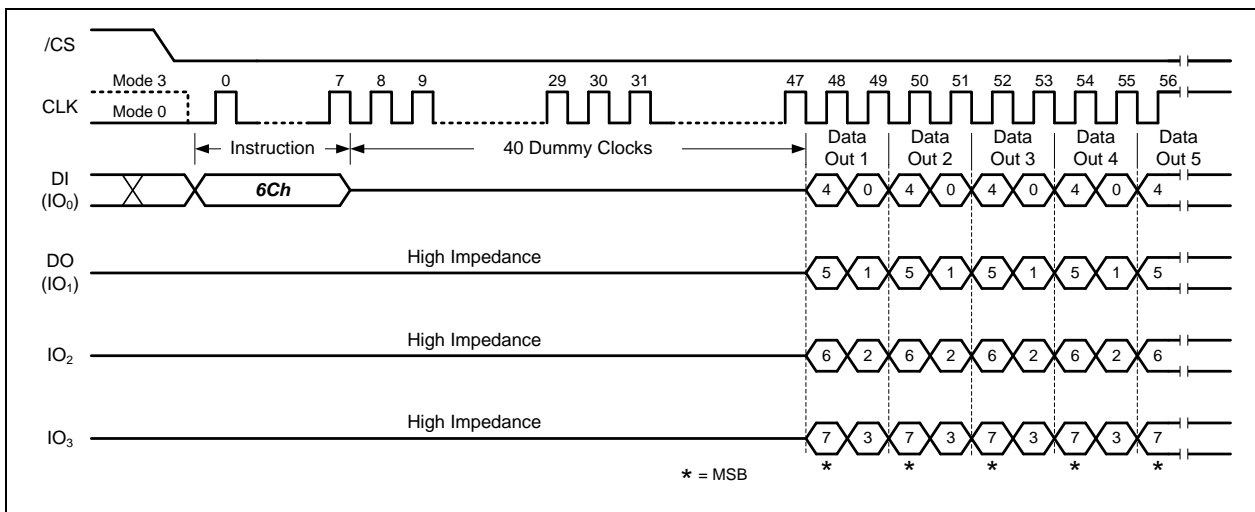 /CS
Mode 3 0 7 8 9 29 30 31 47 48 49 50 51 52 53 54 55 56
CLK Mode 0
Instruction 40 Dummy Clocks Data Out 1 Data Out 2 Data Out 3 Data Out 4 Data Out 5
DI (IO₀) 6Ch 4 0 4 0 4 0 4 0 4
High Impedance
DO (IO₁) 5 1 5 1 5 1 5 1 5
High Impedance
IO₂ 6 2 6 2 6 2 6 2 6
High Impedance
IO₃ 7 3 7 3 7 3 7 3 7
* = MSB * * * * *